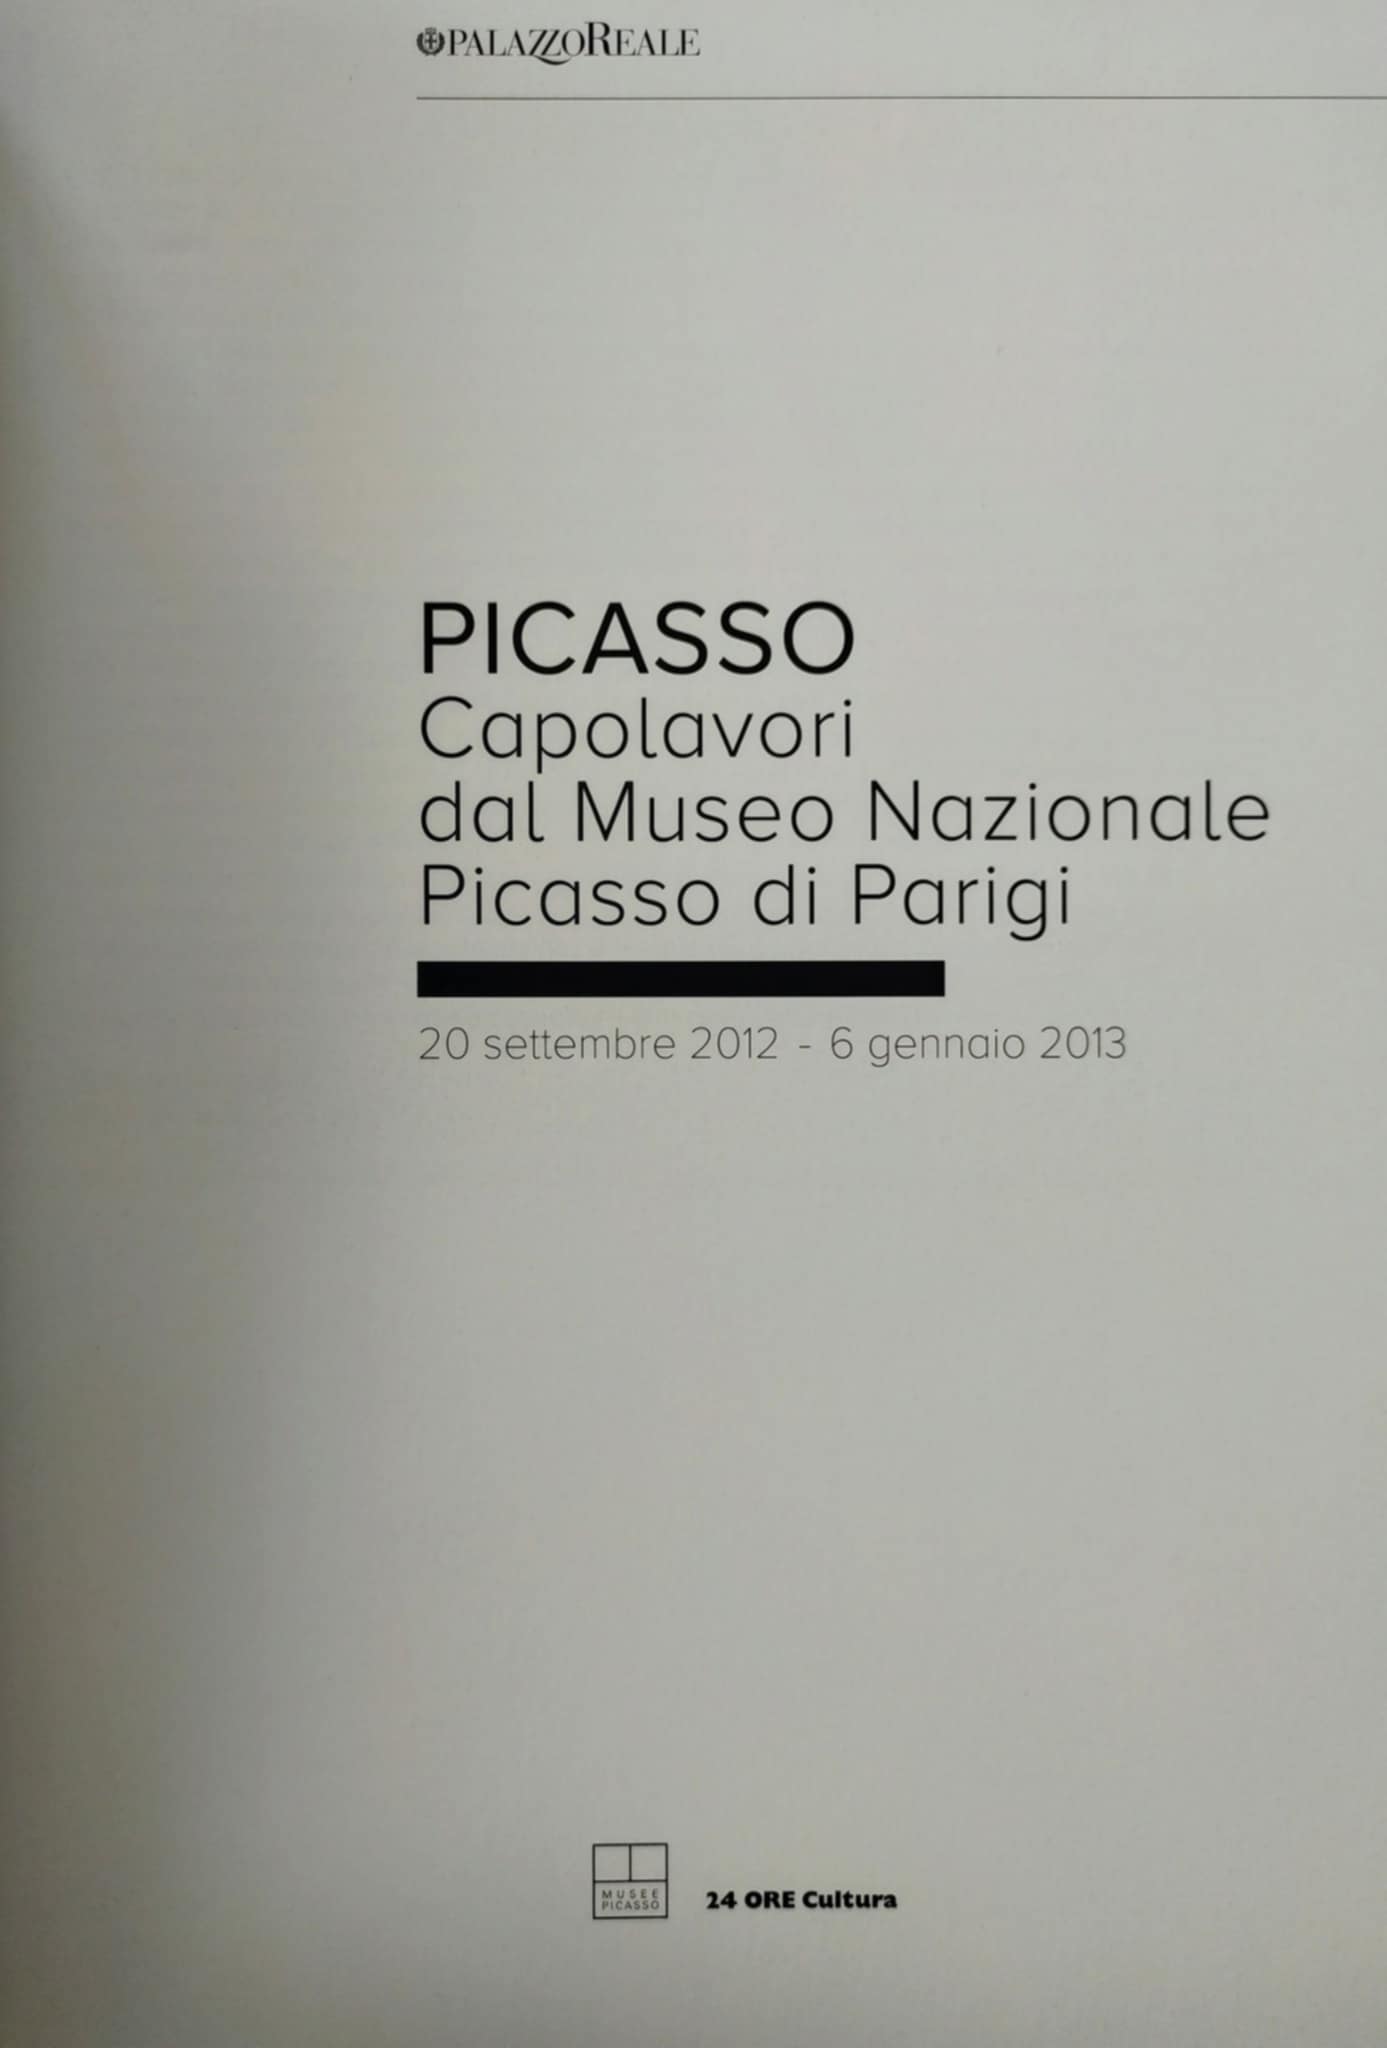 PALAZZOREALE
PICASSO
Capolavori
dal Museo Nazionale
Picasso di Parigi
20 settembre 2012 - 6 gennaio 2013
MUSEE
PICASSO
24 ORE Cultura